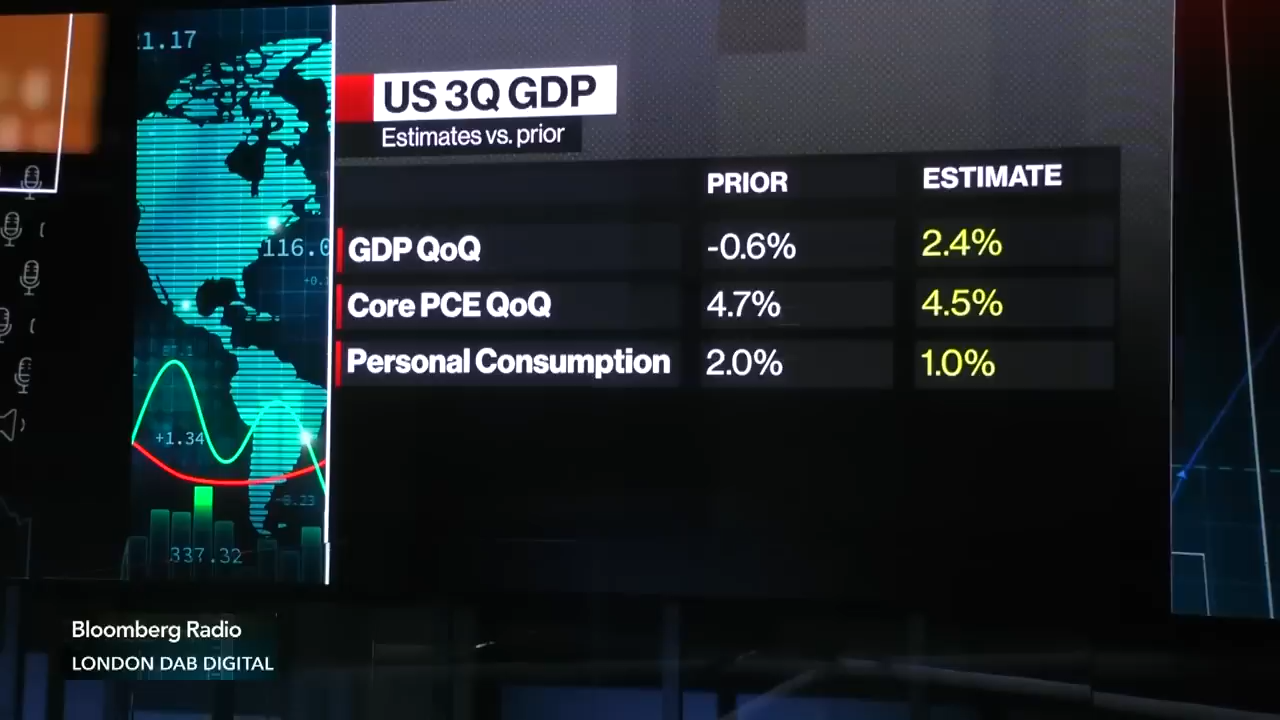 1.17
US 3Q GDP
Estimates vs. prior
PRIOR ESTIMATE
GDP QoQ -0.6% 2.4%
Core PCE QoQ 4.7% 4.5%
Personal Consumption 2.0% 1.0%
116.0
+1.34
337.32
Bloomberg Radio
LONDON DAB DIGITAL